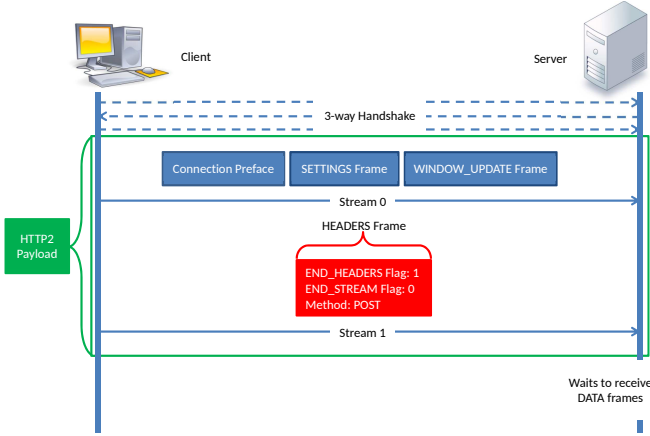 Client
Server
3-way Handshake
Connection Preface
SETTINGS Frame
WINDOW_UPDATE Frame
Stream 0
HEADERS Frame
HTTP2
Payload
END_HEADERS Flag: 1
END_STREAM Flag: 0
Method: POST
Stream 1
Waits to receive
DATA frames